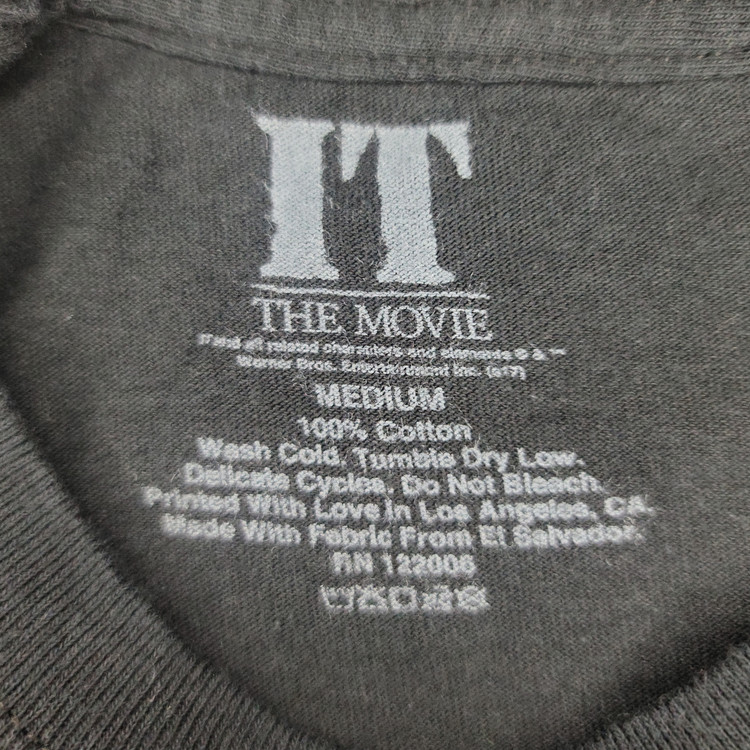 IT
THE MOVIE
IT and all related characters and elements © & ™
Warner Bros. Entertainment Inc. (s17)
MEDIUM
100% Cotton
Wash Cold. Tumble Dry Low.
Delicate Cycles. Do Not Bleach.
Printed With Love In Los Angeles, CA.
Made With Fabric From El Salvador.
RN 122006